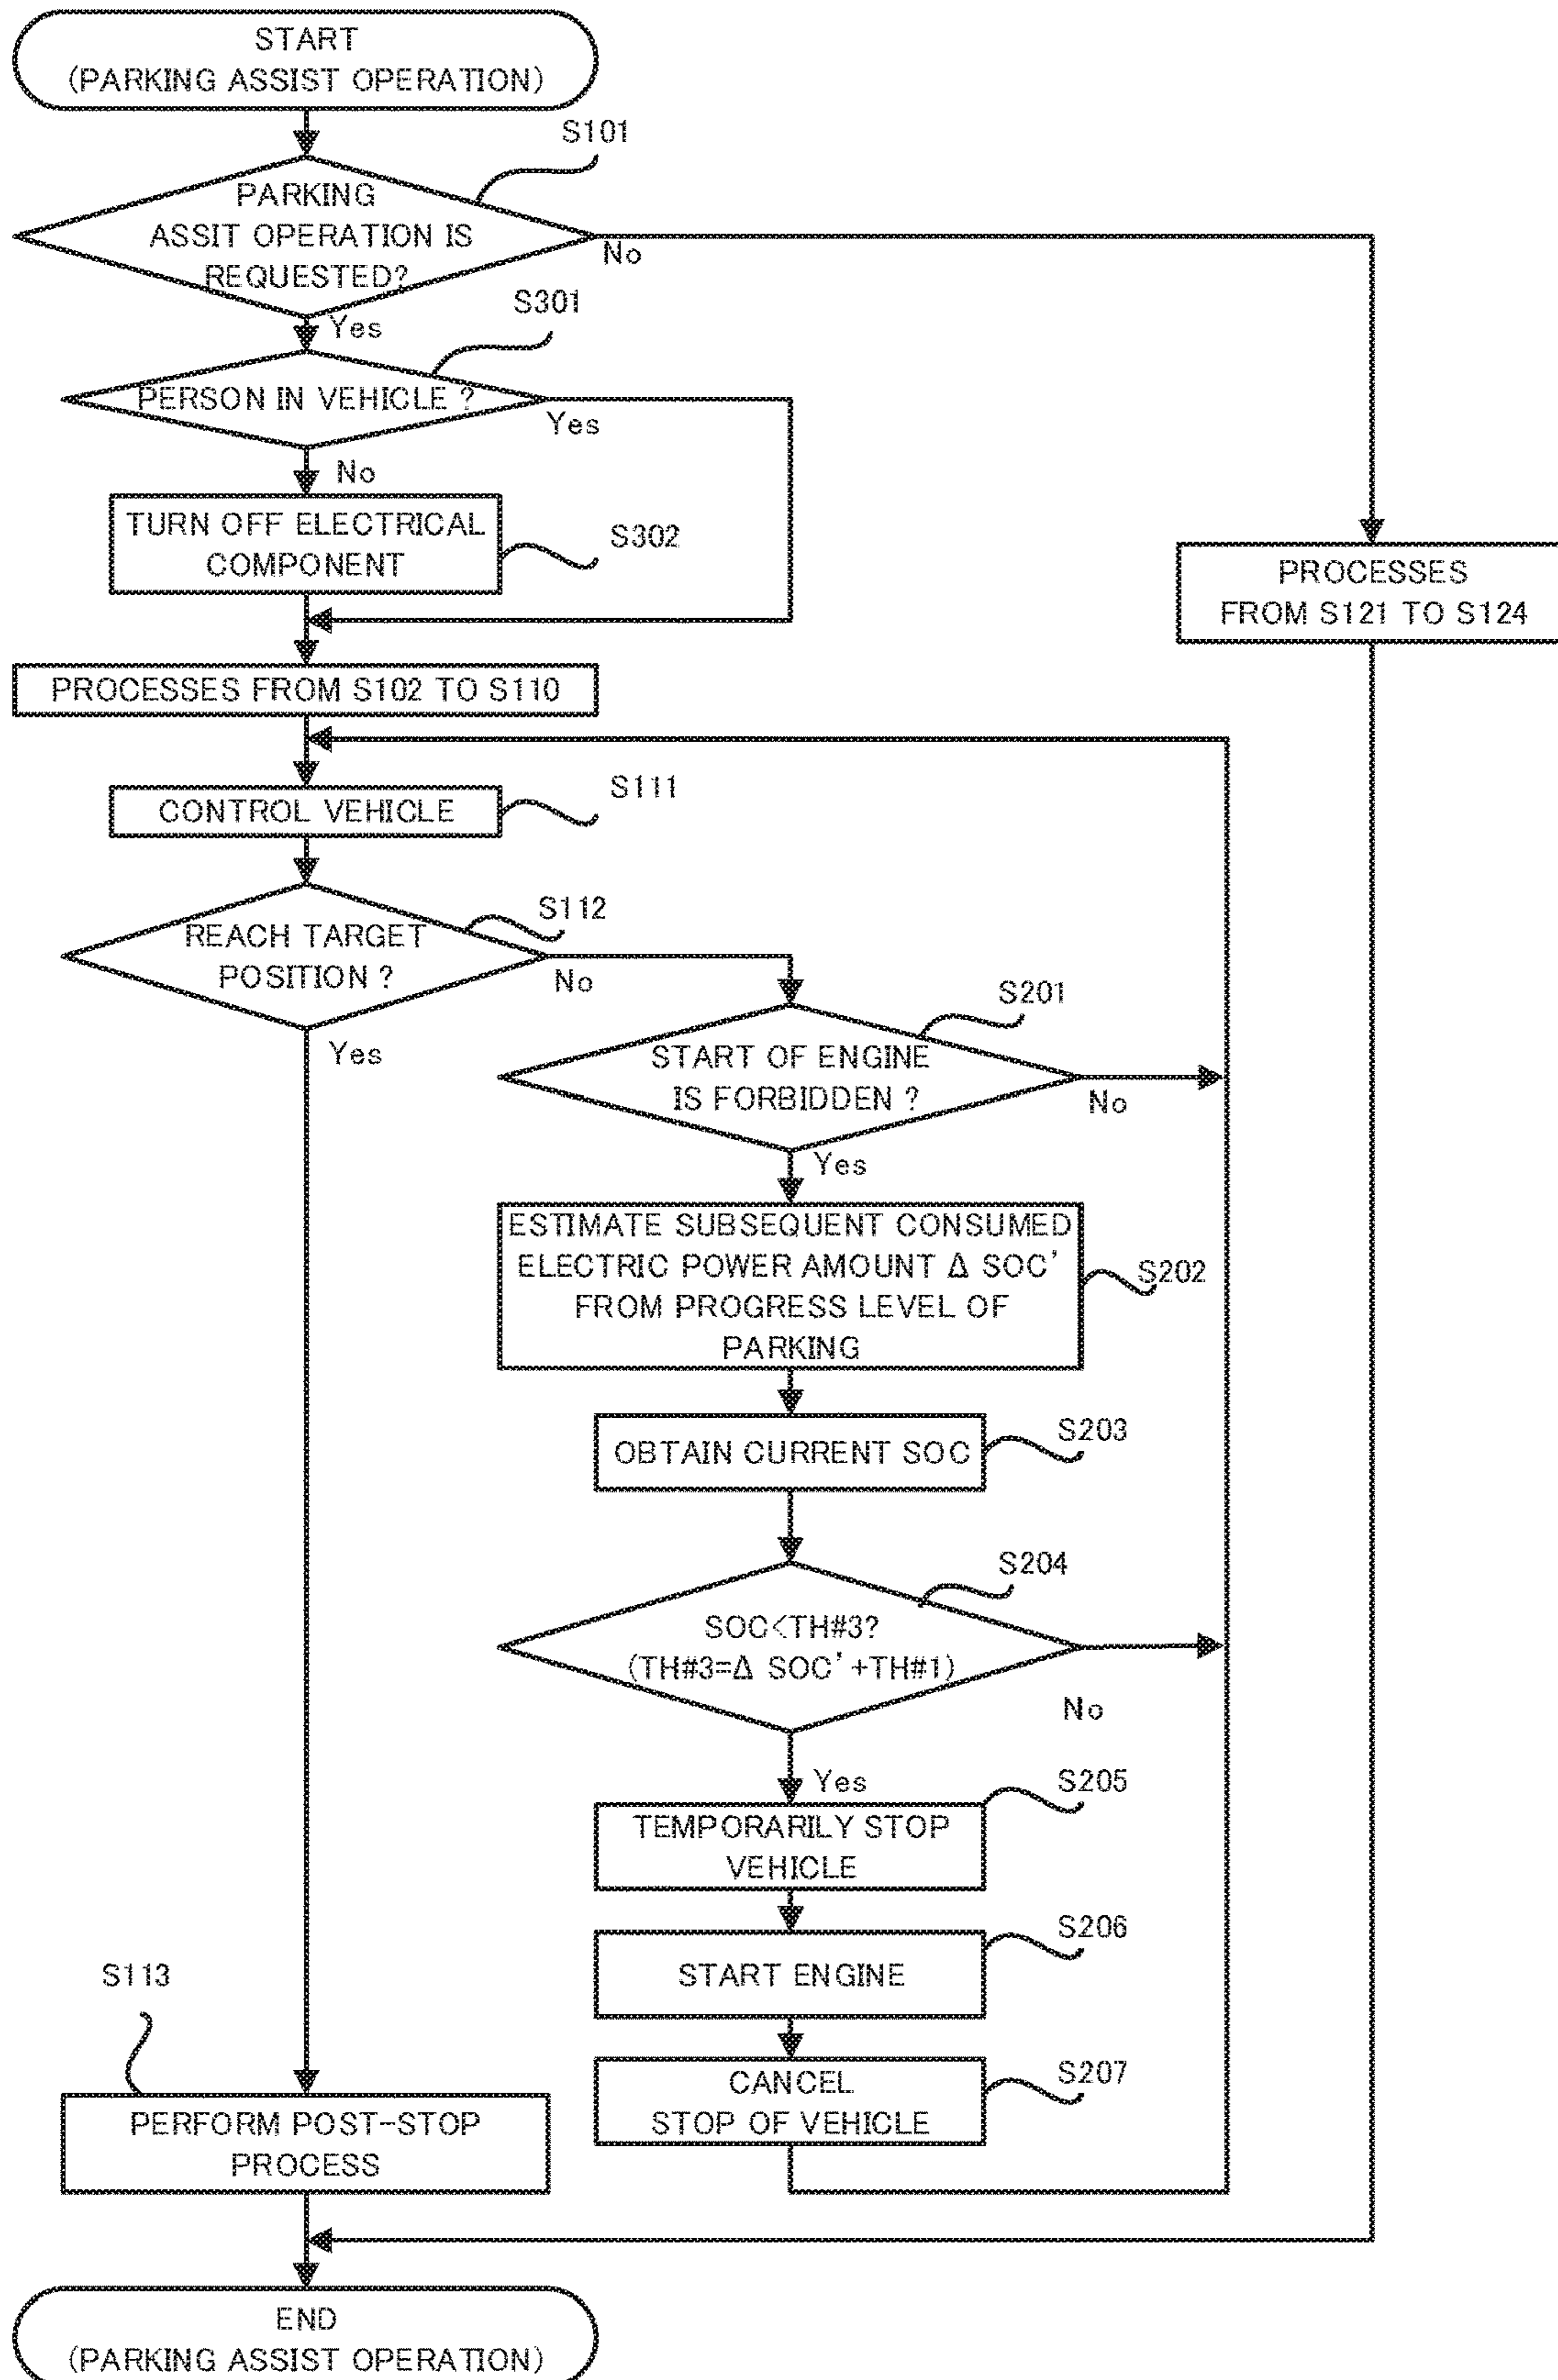 START
(PARKING ASSIST OPERATION)
S101
PARKING
ASSIT OPERATION IS
REQUESTED?
No
Yes
S301
PERSON IN VEHICLE ?
Yes
No
TURN OFF ELECTRICAL
COMPONENT
S302
PROCESSES
FROM S121 TO S124
PROCESSES FROM S102 TO S110
CONTROL VEHICLE
S111
REACH TARGET
POSITION ?
S112
No
Yes
S201
START OF ENGINE
IS FORBIDDEN ?
No
Yes
ESTIMATE SUBSEQUENT CONSUMED
ELECTRIC POWER AMOUNT Δ SOC'
FROM PROGRESS LEVEL OF
PARKING
S202
OBTAIN CURRENT SOC
S203
S204
SOC<TH#3?
(TH#3=Δ SOC'+TH#1)
No
Yes
S205
TEMPORARILY STOP
VEHICLE
S206
START ENGINE
S207
CANCEL
STOP OF VEHICLE
S113
PERFORM POST-STOP
PROCESS
END
(PARKING ASSIST OPERATION)